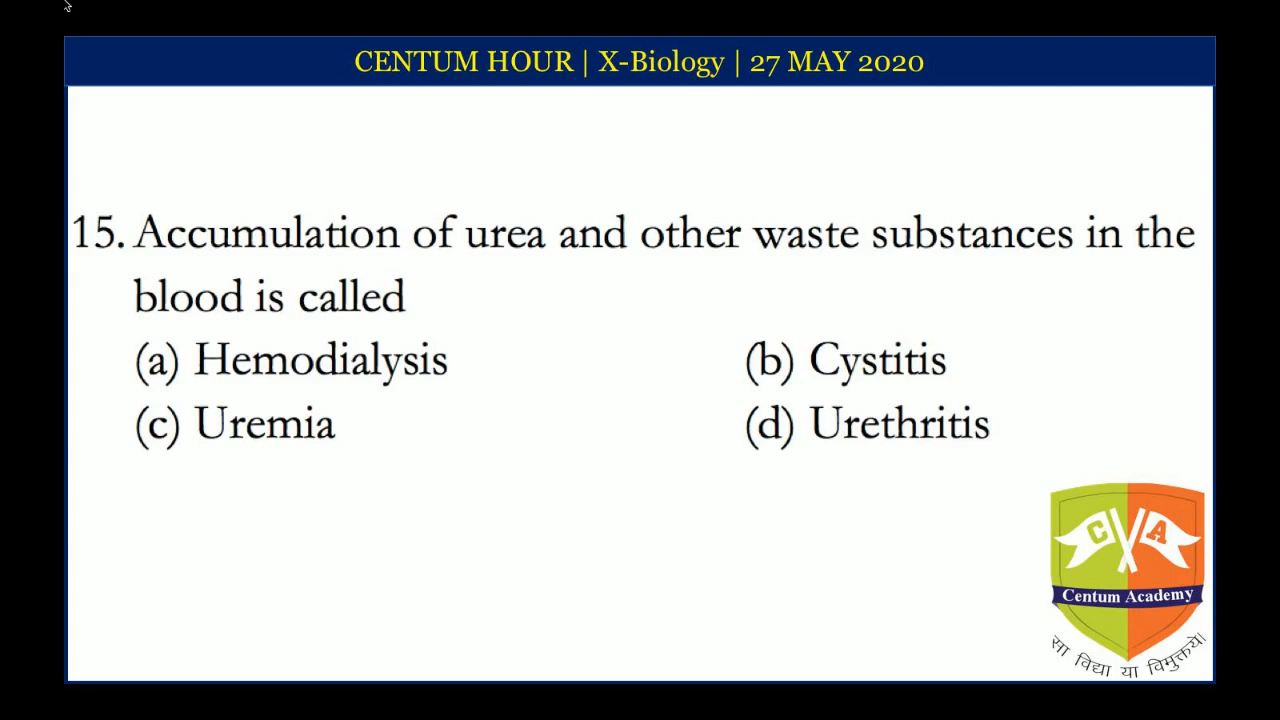 CENTUM HOUR | X-Biology | 27 MAY 2020
15. Accumulation of urea and other waste substances in the
blood is called
(a) Hemodialysis (b) Cystitis
(c) Uremia (d) Urethritis
C A
Centum Academy
सा विद्या या विमुक्तये।